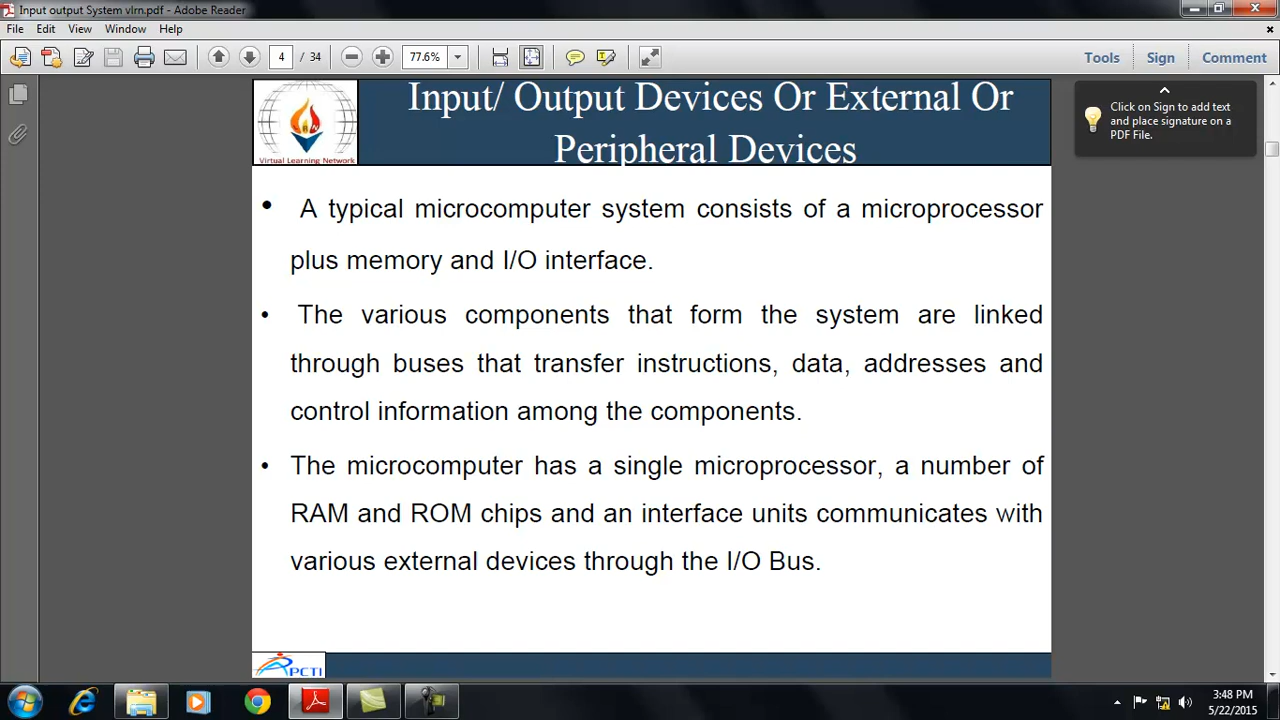 Input output System vlrn.pdf - Adobe Reader
File Edit View Window Help
4 / 34 77.6% Tools Sign Comment
Input/ Output Devices Or External Or
Peripheral Devices
Virtual Learning Network
Click on Sign to add text
and place signature on a
PDF File.
• A typical microcomputer system consists of a microprocessor
plus memory and I/O interface.
• The various components that form the system are linked
through buses that transfer instructions, data, addresses and
control information among the components.
• The microcomputer has a single microprocessor, a number of
RAM and ROM chips and an interface units communicates with
various external devices through the I/O Bus.
PCTI
3:48 PM
5/22/2015